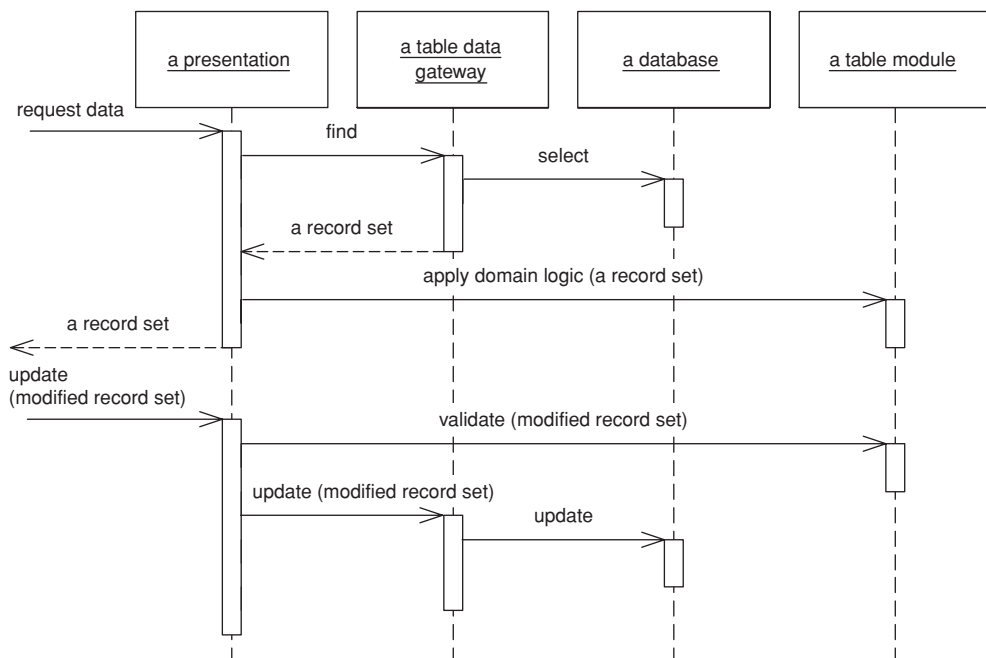 a presentation
a table data
gateway
a database
a table module
request data
find
select
a record set
apply domain logic (a record set)
a record set
update
(modified record set)
validate (modified record set)
update (modified record set)
update